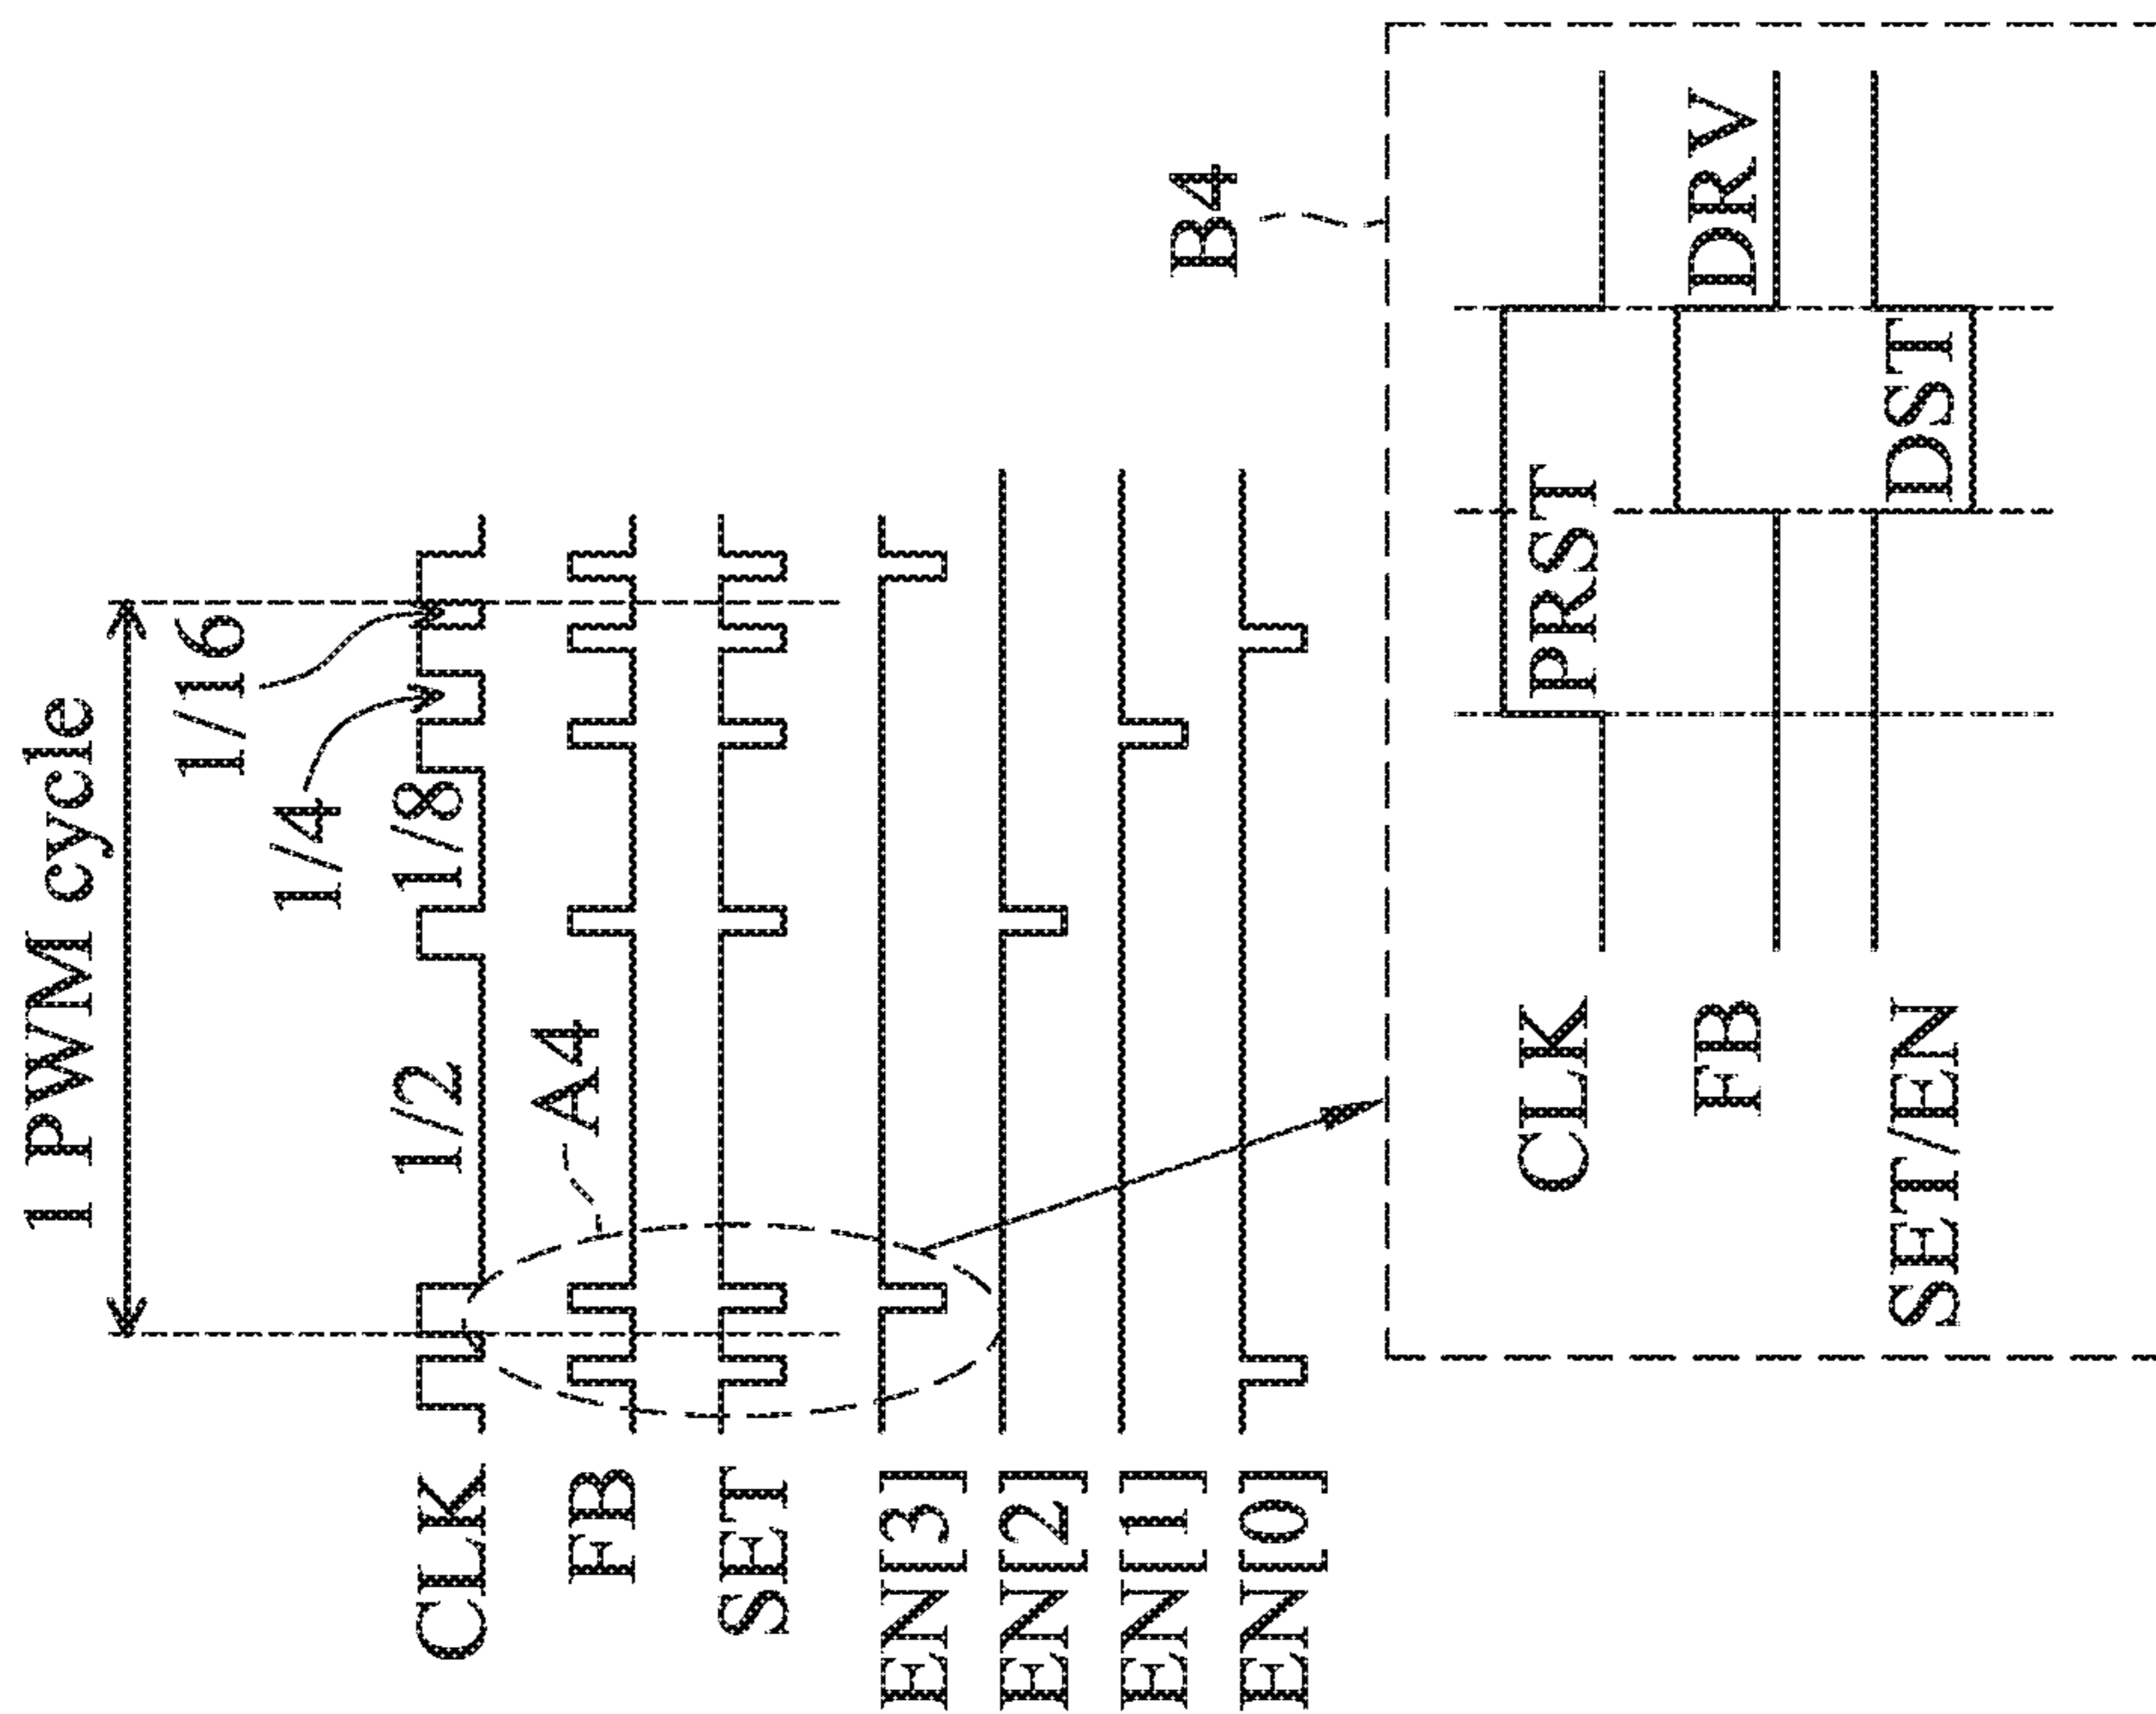 1 PWM cycle
1/16
1/4
1/2
1/8
A4
CLK
FB
SET
EN[3]
EN[2]
EN[1]
EN[0]
B4
CLK
PRST
FB
DRV
SET/EN
DST